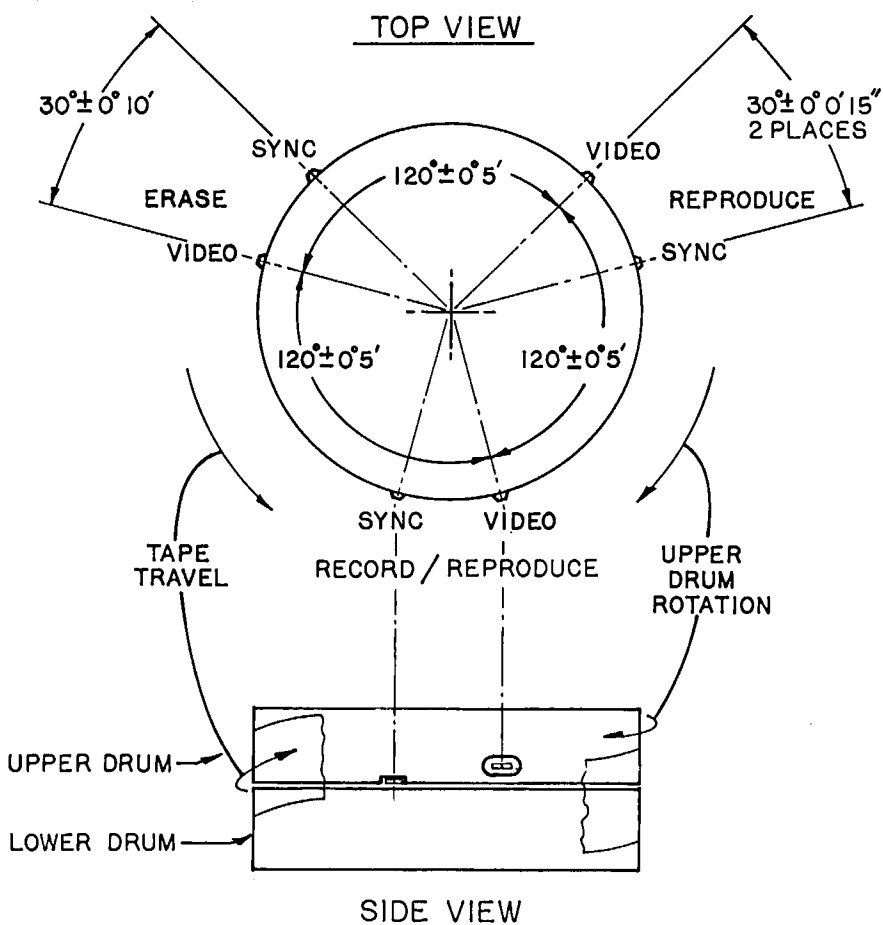 TOP VIEW
30°±0° 10′
30°±0° 0′15″
2 PLACES
SYNC
VIDEO
120°±0° 5′
ERASE
REPRODUCE
VIDEO
SYNC
120°±0° 5′
120°±0° 5′
SYNC
VIDEO
TAPE
TRAVEL
RECORD / REPRODUCE
UPPER
DRUM
ROTATION
UPPER DRUM
LOWER DRUM
SIDE VIEW